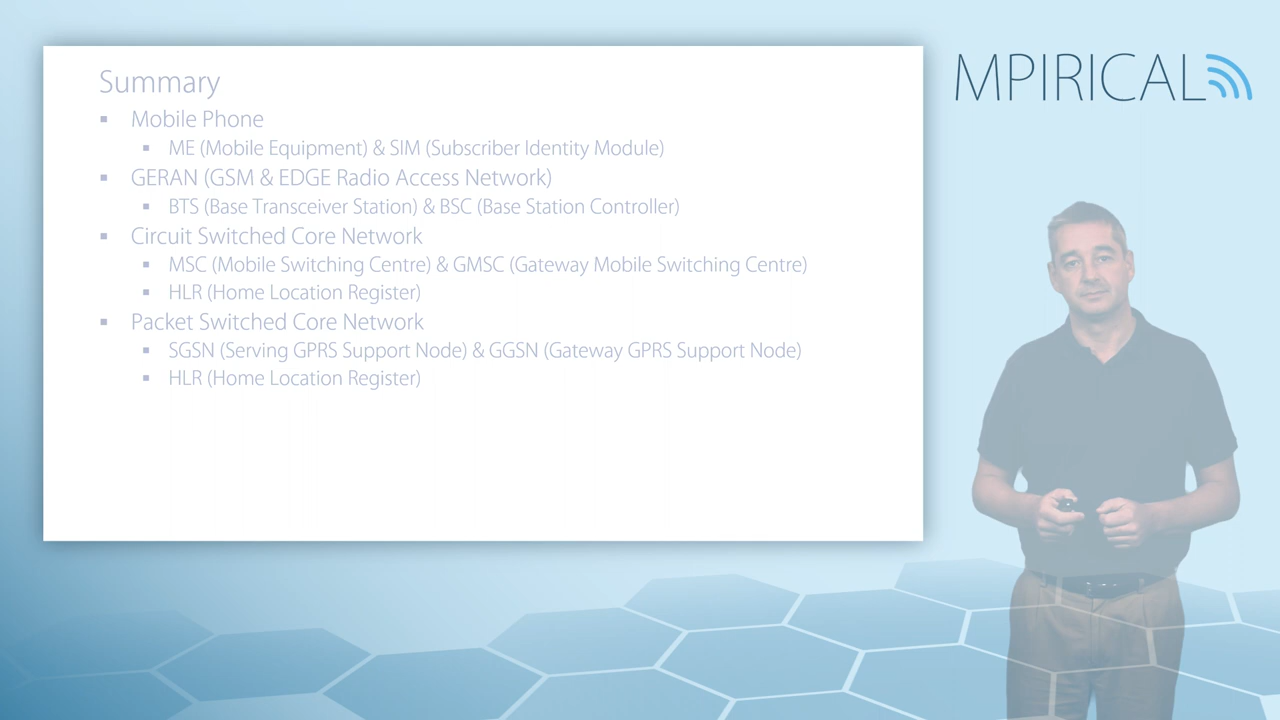 Summary
Mobile Phone
ME (Mobile Equipment) & SIM (Subscriber Identity Module)
GERAN (GSM & EDGE Radio Access Network)
BTS (Base Transceiver Station) & BSC (Base Station Controller)
Circuit Switched Core Network
MSC (Mobile Switching Centre) & GMSC (Gateway Mobile Switching Centre)
HLR (Home Location Register)
Packet Switched Core Network
SGSN (Serving GPRS Support Node) & GGSN (Gateway GPRS Support Node)
HLR (Home Location Register)
MPIRICAL